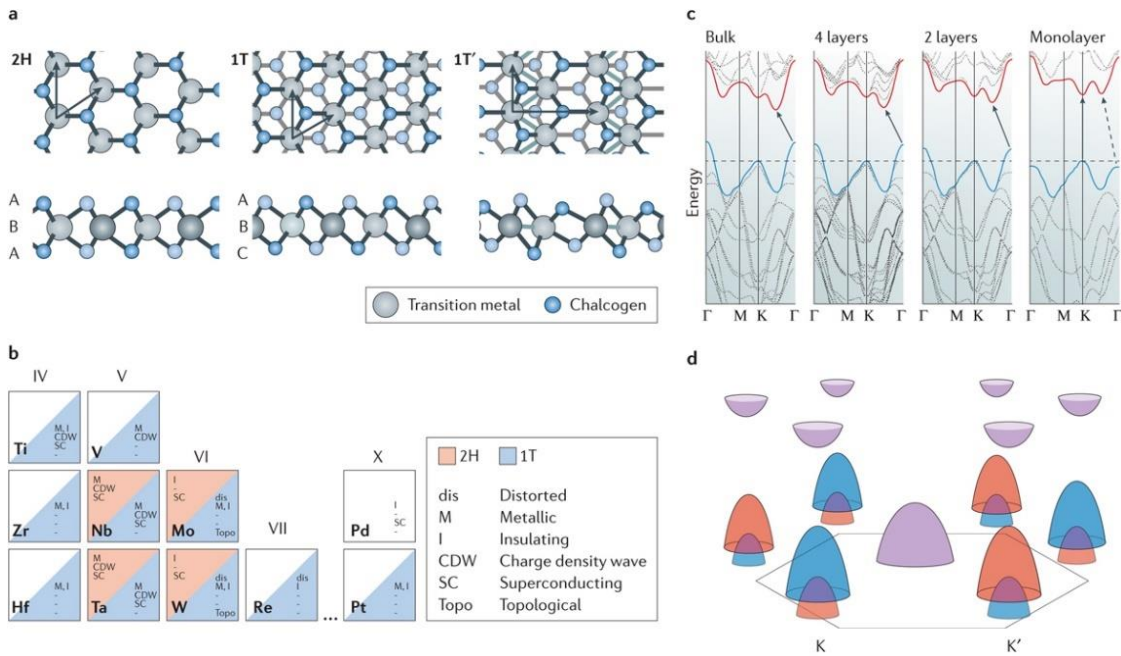 a
2H
1T
1T′
A
B
A
A
B
C
Transition metal
Chalcogen
b
IV
V
VI
VII
X
M, I
CDW
SC
-
Ti
M
CDW
-
-
V
M, I
-
-
-
Zr
M
CDW
SC
M
CDW
SC
-
Nb
I
-
SC
dis
M, I
-
-
Topo
Mo
I
-
SC
-
Pd
M, I
-
-
-
Hf
M
CDW
SC
M
CDW
SC
-
Ta
I
-
SC
dis
M, I
-
-
Topo
W
dis
I
-
-
-
Re
...
M, I
-
-
-
Pt
2H
1T
dis Distorted
M Metallic
I Insulating
CDW Charge density wave
SC Superconducting
Topo Topological
c
Bulk
4 layers
2 layers
Monolayer
Energy
Γ M K Γ
Γ M K Γ
Γ M K Γ
Γ M K Γ
d
K
K′